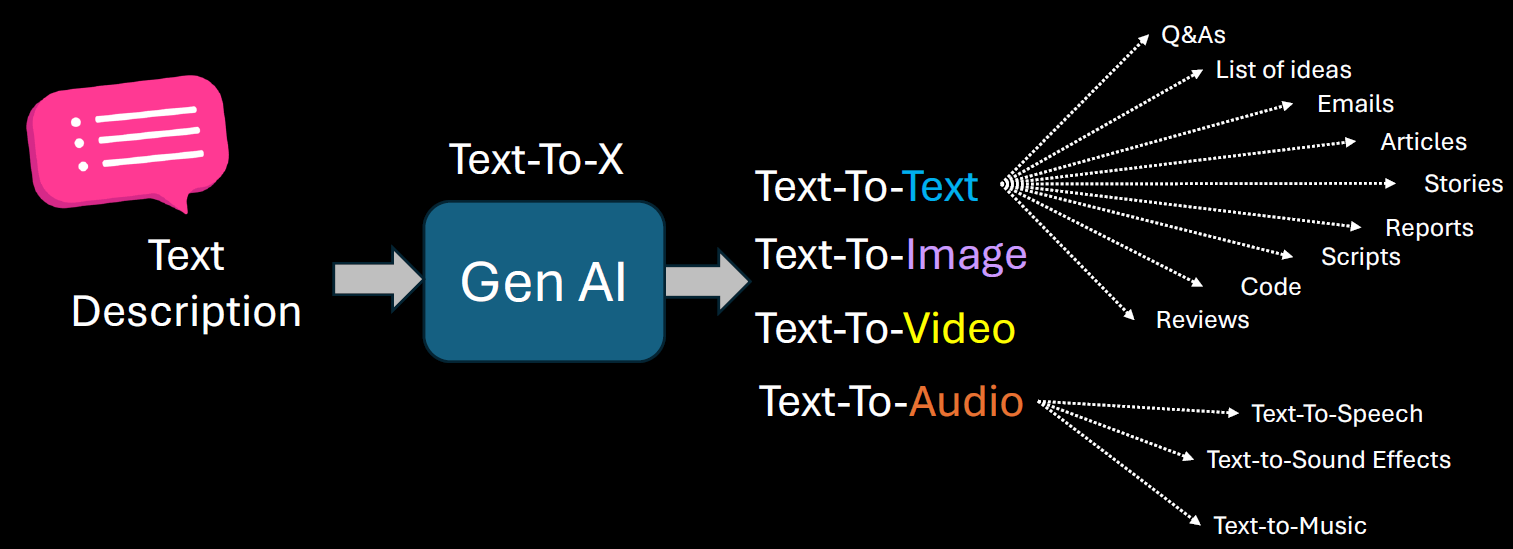 Text
Description
Text-To-X
Gen AI
Text-To-Text
Text-To-Image
Text-To-Video
Text-To-Audio
Q&As
List of ideas
Emails
Articles
Stories
Reports
Scripts
Code
Reviews
Text-To-Speech
Text-to-Sound Effects
Text-to-Music